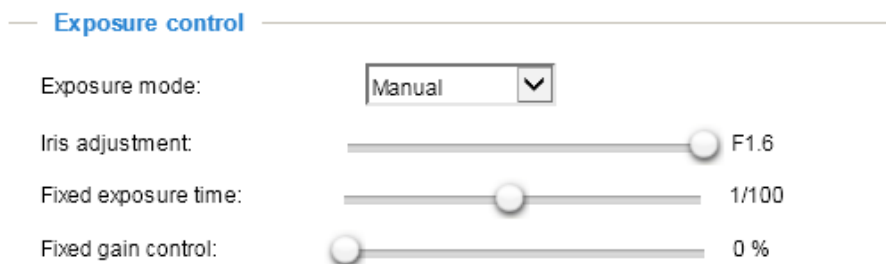 Exposure control
Exposure mode: Manual
Iris adjustment: F1.6
Fixed exposure time: 1/100
Fixed gain control: 0 %